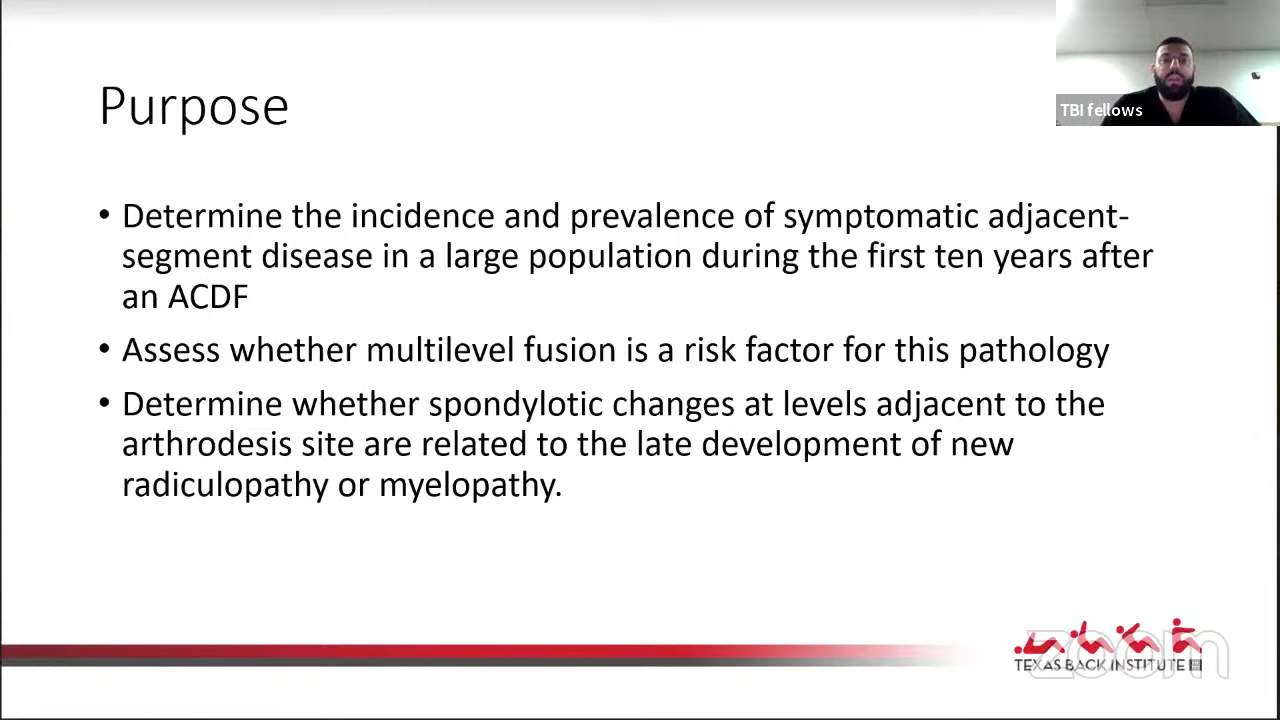 Purpose
TBI fellows
• Determine the incidence and prevalence of symptomatic adjacent-
segment disease in a large population during the first ten years after
an ACDF
• Assess whether multilevel fusion is a risk factor for this pathology
• Determine whether spondylotic changes at levels adjacent to the
arthrodesis site are related to the late development of new
radiculopathy or myelopathy.
zoom
TEXAS BACK INSTITUTE